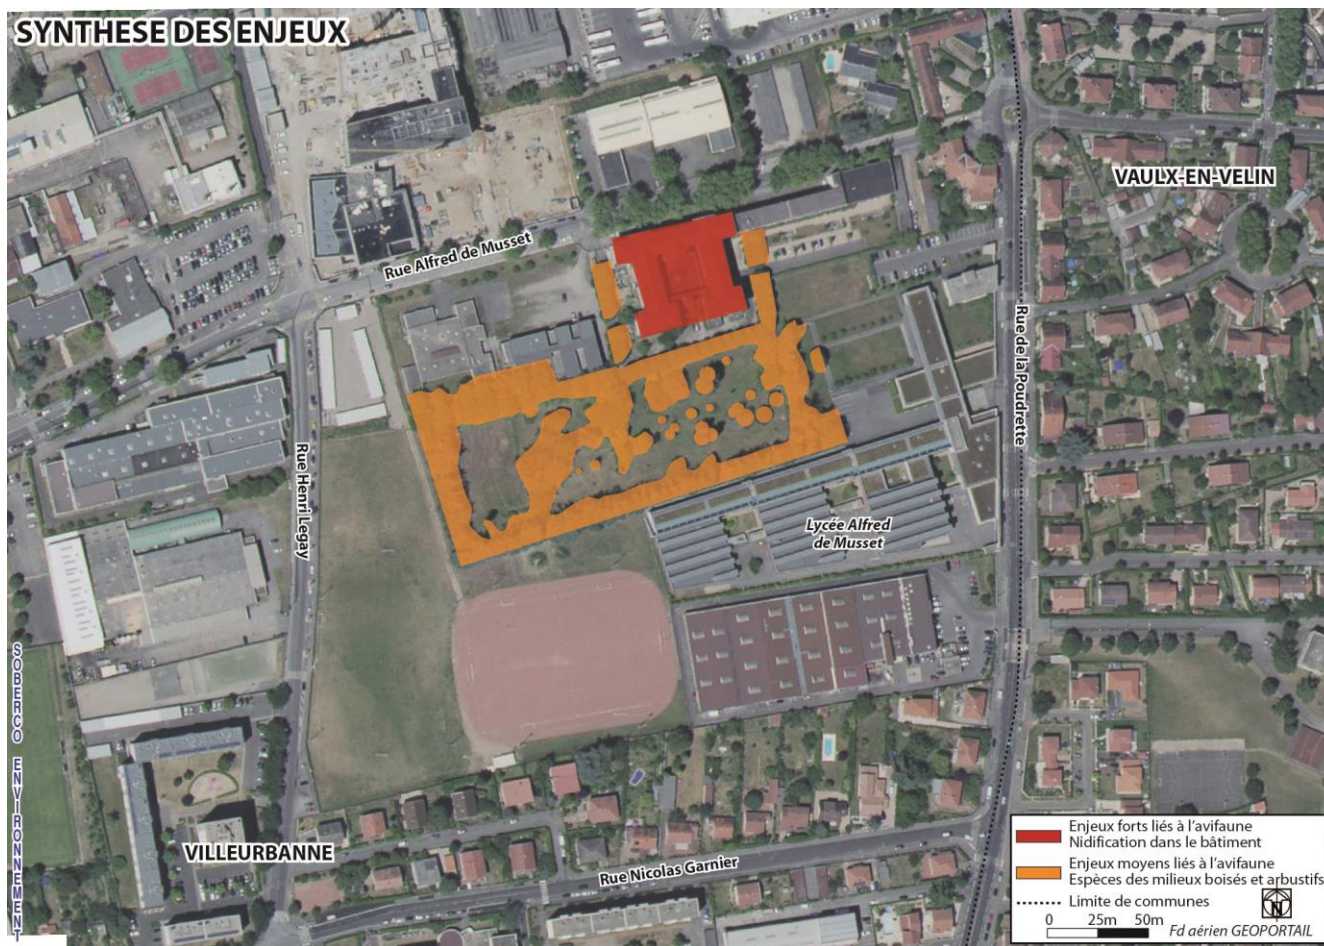 SYNTHESE DES ENJEUX
VAULX-EN-VELIN
Rue Alfred de Musset
Rue de la Poudrette
Rue Henri Legay
Lycée Alfred
de Musset
SOBERCO ENVIRONNEMENT
VILLEURBANNE
Rue Nicolas Garnier
Enjeux forts liés à l'avifaune
Nidification dans le bâtiment
Enjeux moyens liés à l'avifaune
Espèces des milieux boisés et arbustifs
Limite de communes
0 25m 50m
N
Fd aérien GEOPORTAIL